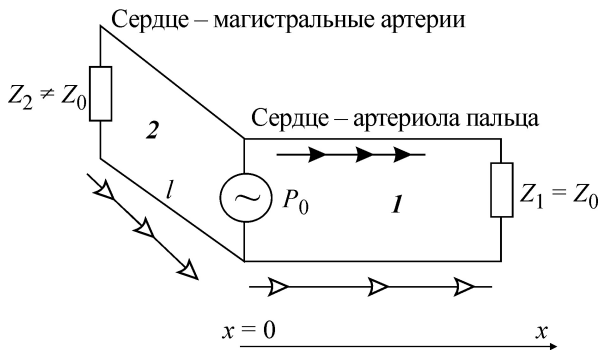 Сердце – магистральные артерии
Z₂ ≠ Z₀
2
Сердце – артериола пальца
l
~
P₀
1
Z₁ = Z₀
x = 0
x